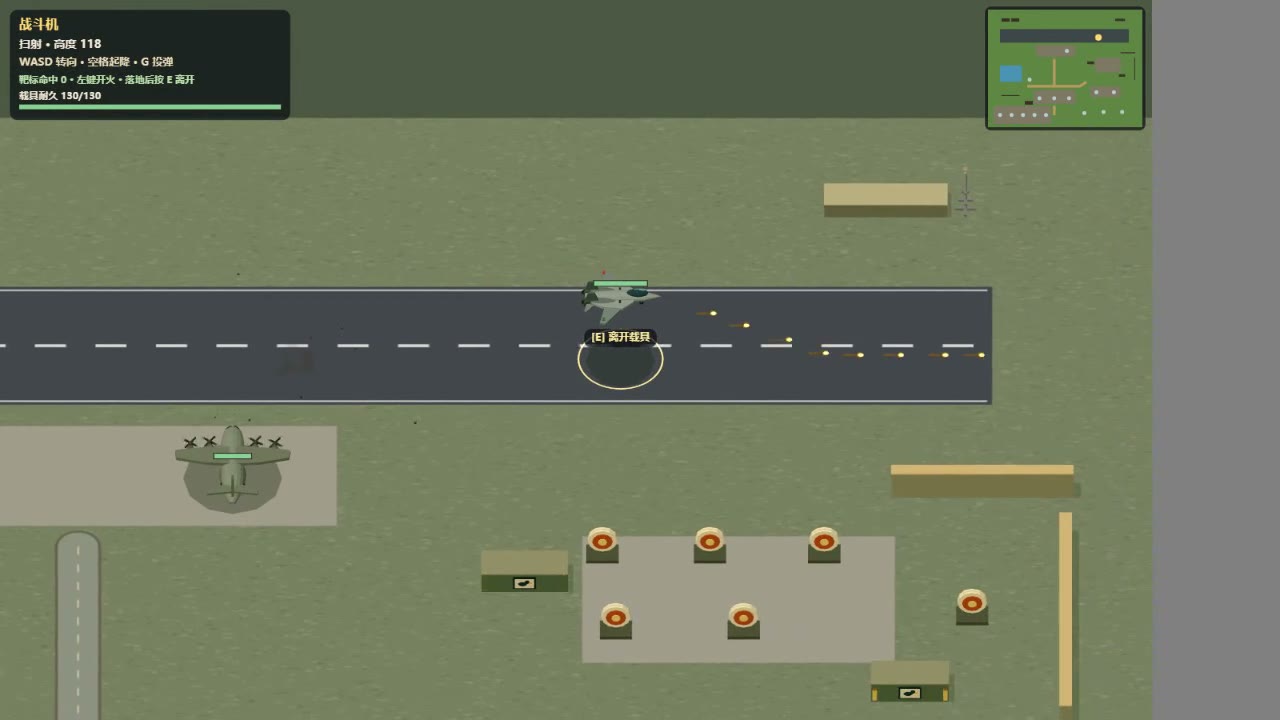 战斗机
扫射 • 高度 118
WASD 转向 • 空格起降 • G 投弹
靶标命中 0 • 左键开火 • 落地后按 E 离开
载具耐久 130/130
[E] 离开载具